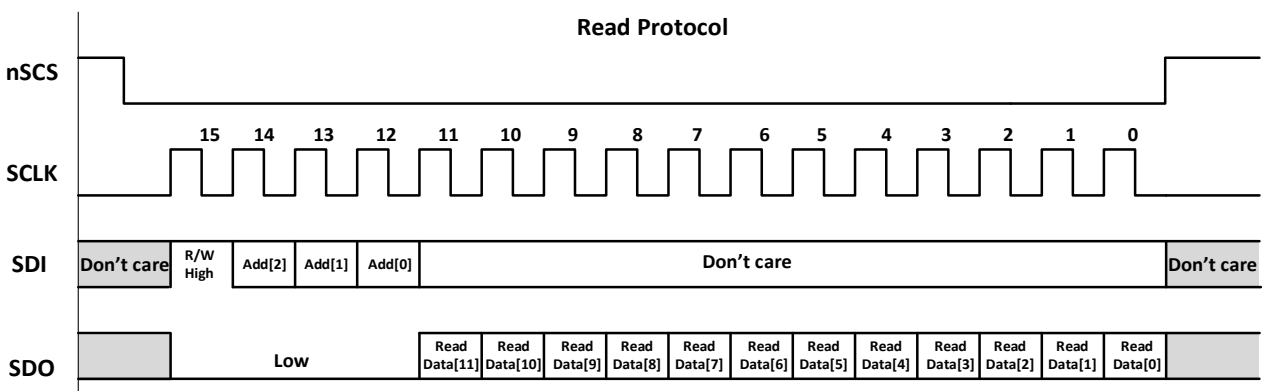 Read Protocol
nSCS
15 14 13 12 11 10 9 8 7 6 5 4 3 2 1 0
SCLK
SDI
Don't care
R/W
High
Add[2]
Add[1]
Add[0]
Don't care
Don't care
SDO
Low
Read
Data[11]
Read
Data[10]
Read
Data[9]
Read
Data[8]
Read
Data[7]
Read
Data[6]
Read
Data[5]
Read
Data[4]
Read
Data[3]
Read
Data[2]
Read
Data[1]
Read
Data[0]